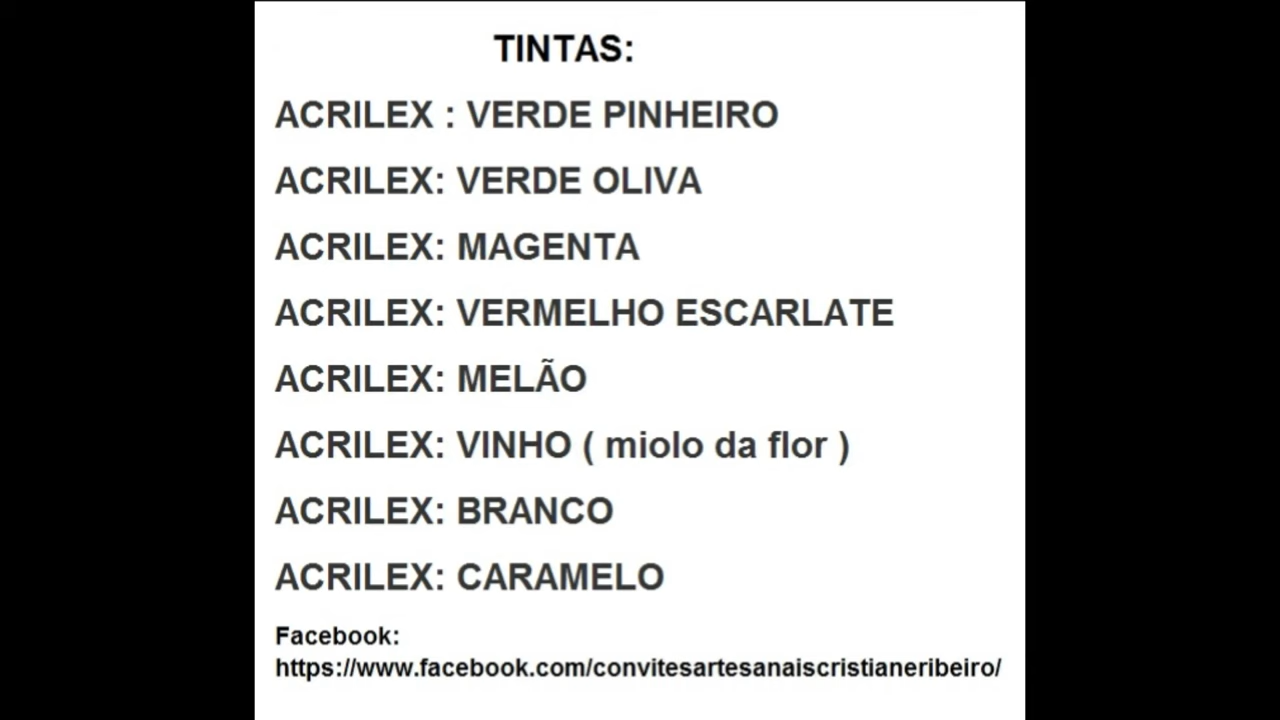 TINTAS:
ACRILEX : VERDE PINHEIRO
ACRILEX: VERDE OLIVA
ACRILEX: MAGENTA
ACRILEX: VERMELHO ESCARLATE
ACRILEX: MELÃO
ACRILEX: VINHO ( miolo da flor )
ACRILEX: BRANCO
ACRILEX: CARAMELO
Facebook:
https://www.facebook.com/convitesartesanaiscristianeribeiro/